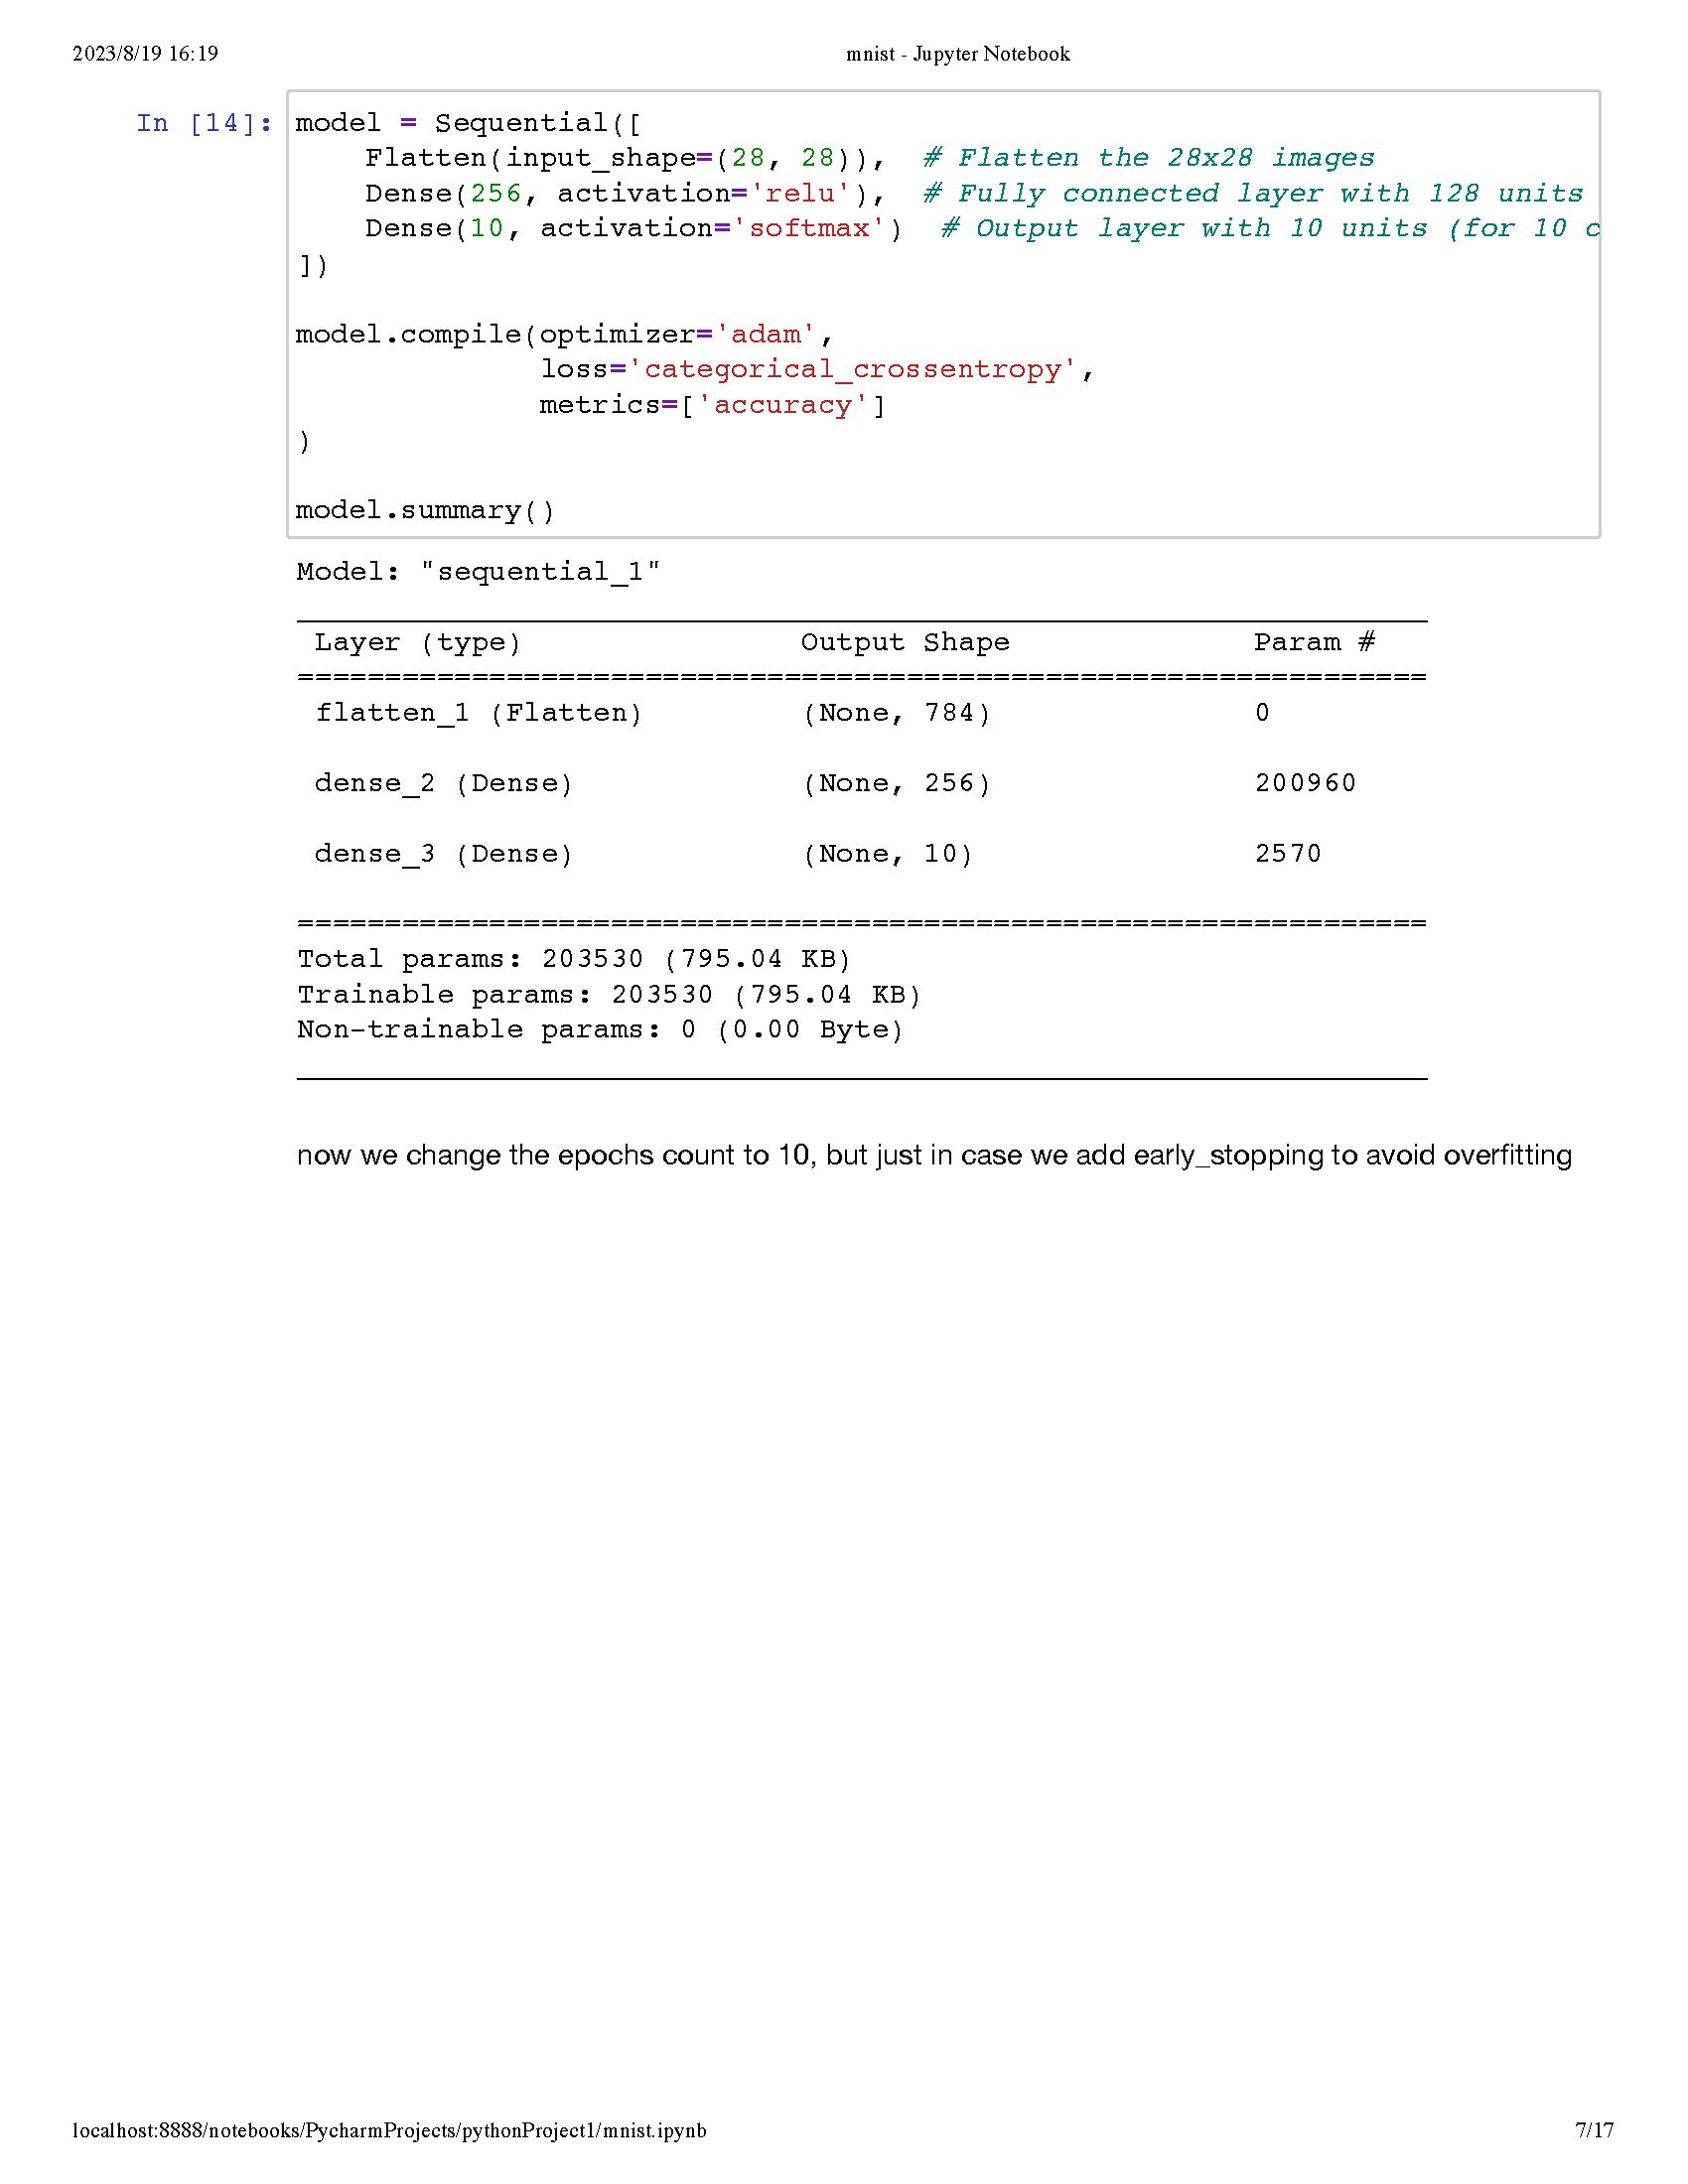 2023/8/19 16:19 mnist - Jupyter Notebook
In [14]: model = Sequential([
    Flatten(input_shape=(28, 28)),  # Flatten the 28x28 images
    Dense(256, activation='relu'),  # Fully connected layer with 128 units
    Dense(10, activation='softmax')  # Output layer with 10 units (for 10 c
])
model.compile(optimizer='adam',
              loss='categorical_crossentropy',
              metrics=['accuracy']
)
model.summary()
Model: "sequential_1"
_________________________________________________________________
 Layer (type)                Output Shape              Param #
=================================================================
 flatten_1 (Flatten)         (None, 784)               0
 dense_2 (Dense)             (None, 256)               200960
 dense_3 (Dense)             (None, 10)                2570
=================================================================
Total params: 203530 (795.04 KB)
Trainable params: 203530 (795.04 KB)
Non-trainable params: 0 (0.00 Byte)
_________________________________________________________________
now we change the epochs count to 10, but just in case we add early_stopping to avoid overfitting
localhost:8888/notebooks/PycharmProjects/pythonProject1/mnist.ipynb 7/17